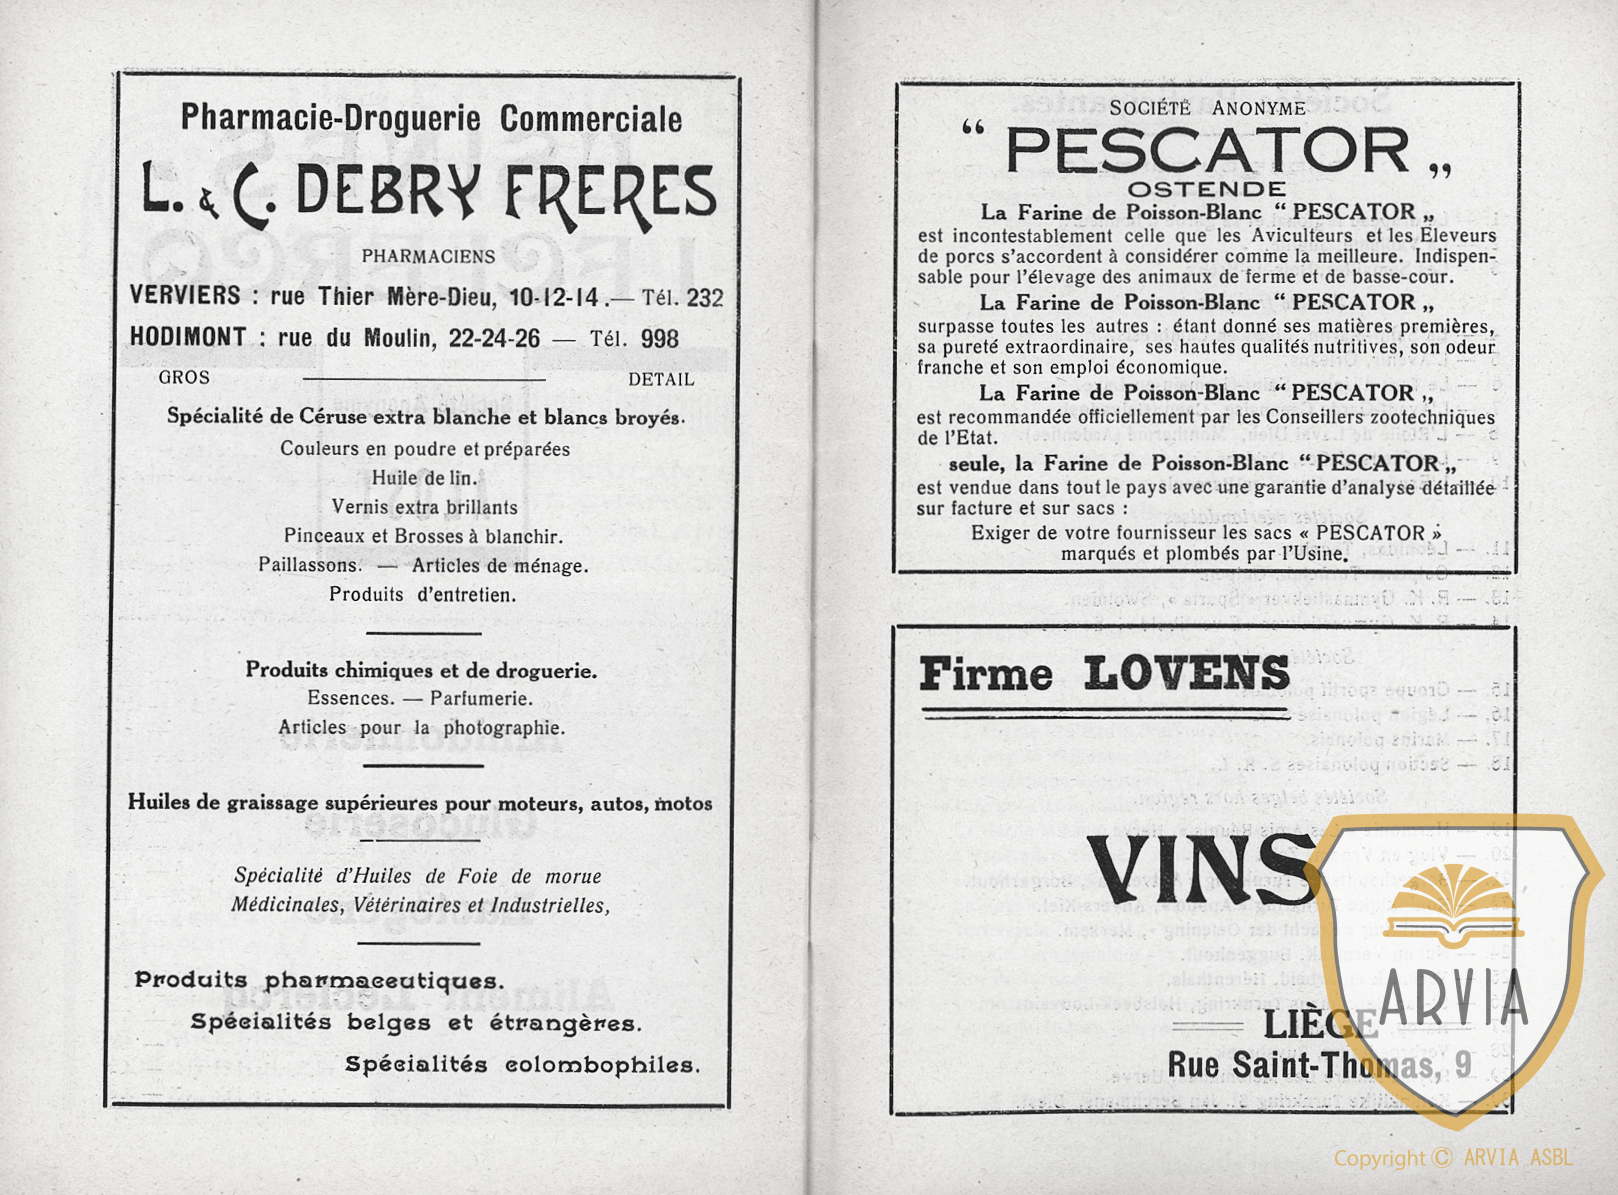 Pharmacie-Droguerie Commerciale
L. & C. DEBRY FRERES
PHARMACIENS
VERVIERS : rue Thier Mère-Dieu, 10-12-14.— Tél. 232
HODIMONT : rue du Moulin, 22-24-26 — Tél. 998
GROS DETAIL
Spécialité de Céruse extra blanche et blancs broyés.
Couleurs en poudre et préparées
Huile de lin.
Vernis extra brillants
Pinceaux et Brosses à blanchir.
Paillassons. — Articles de ménage.
Produits d'entretien.
Produits chimiques et de droguerie.
Essences. — Parfumerie.
Articles pour la photographie.
Huiles de graissage supérieures pour moteurs, autos, motos
Spécialité d'Huiles de Foie de morue
Médicinales, Vétérinaires et Industrielles,
Produits pharmaceutiques.
Spécialités belges et étrangères.
Spécialités colombophiles.
SOCIÉTÉ ANONYME
“ PESCATOR „
OSTENDE
La Farine de Poisson-Blanc “ PESCATOR „
est incontestablement celle que les Aviculteurs et les Eleveurs
de porcs s'accordent à considérer comme la meilleure. Indispen-
sable pour l'élevage des animaux de ferme et de basse-cour.
La Farine de Poisson-Blanc “ PESCATOR „
surpasse toutes les autres : étant donné ses matières premières,
sa pureté extraordinaire, ses hautes qualités nutritives, son odeur
franche et son emploi économique.
La Farine de Poisson-Blanc “ PESCATOR „
est recommandée officiellement par les Conseillers zootechniques
de l'Etat.
seule, la Farine de Poisson-Blanc “ PESCATOR „
est vendue dans tout le pays avec une garantie d'analyse détaillée
sur facture et sur sacs :
Exiger de votre fournisseur les sacs « PESCATOR »
marqués et plombés par l'Usine.
Firme LOVENS
VINS
LIÈGE
Rue Saint-Thomas, 9
ARVIA
Copyright © ARVIA ASBL